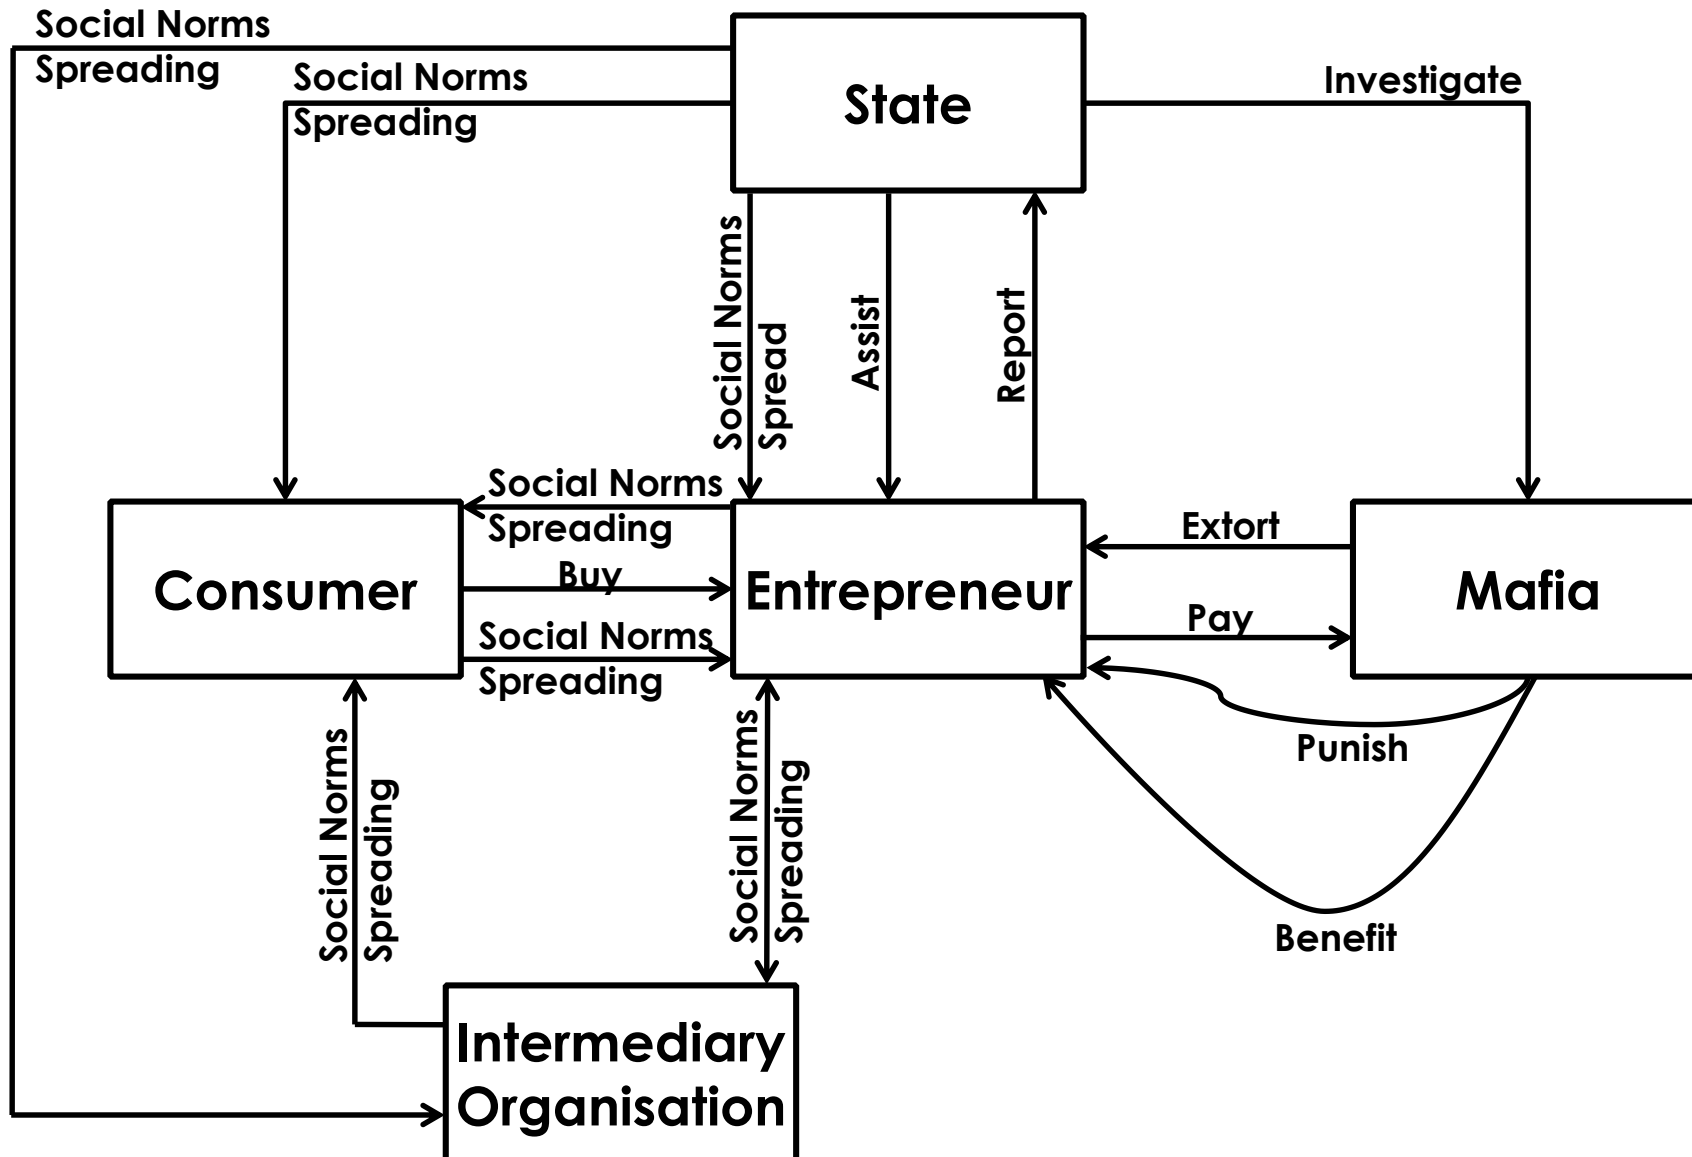 Social Norms
Spreading
Social Norms
Spreading
State
Investigate
Social Norms
Spread
Assist
Report
Social Norms
Spreading
Buy
Social Norms
Spreading
Consumer
Entrepreneur
Extort
Pay
Mafia
Punish
Benefit
Social Norms
Spreading
Social Norms
Spreading
Intermediary
Organisation